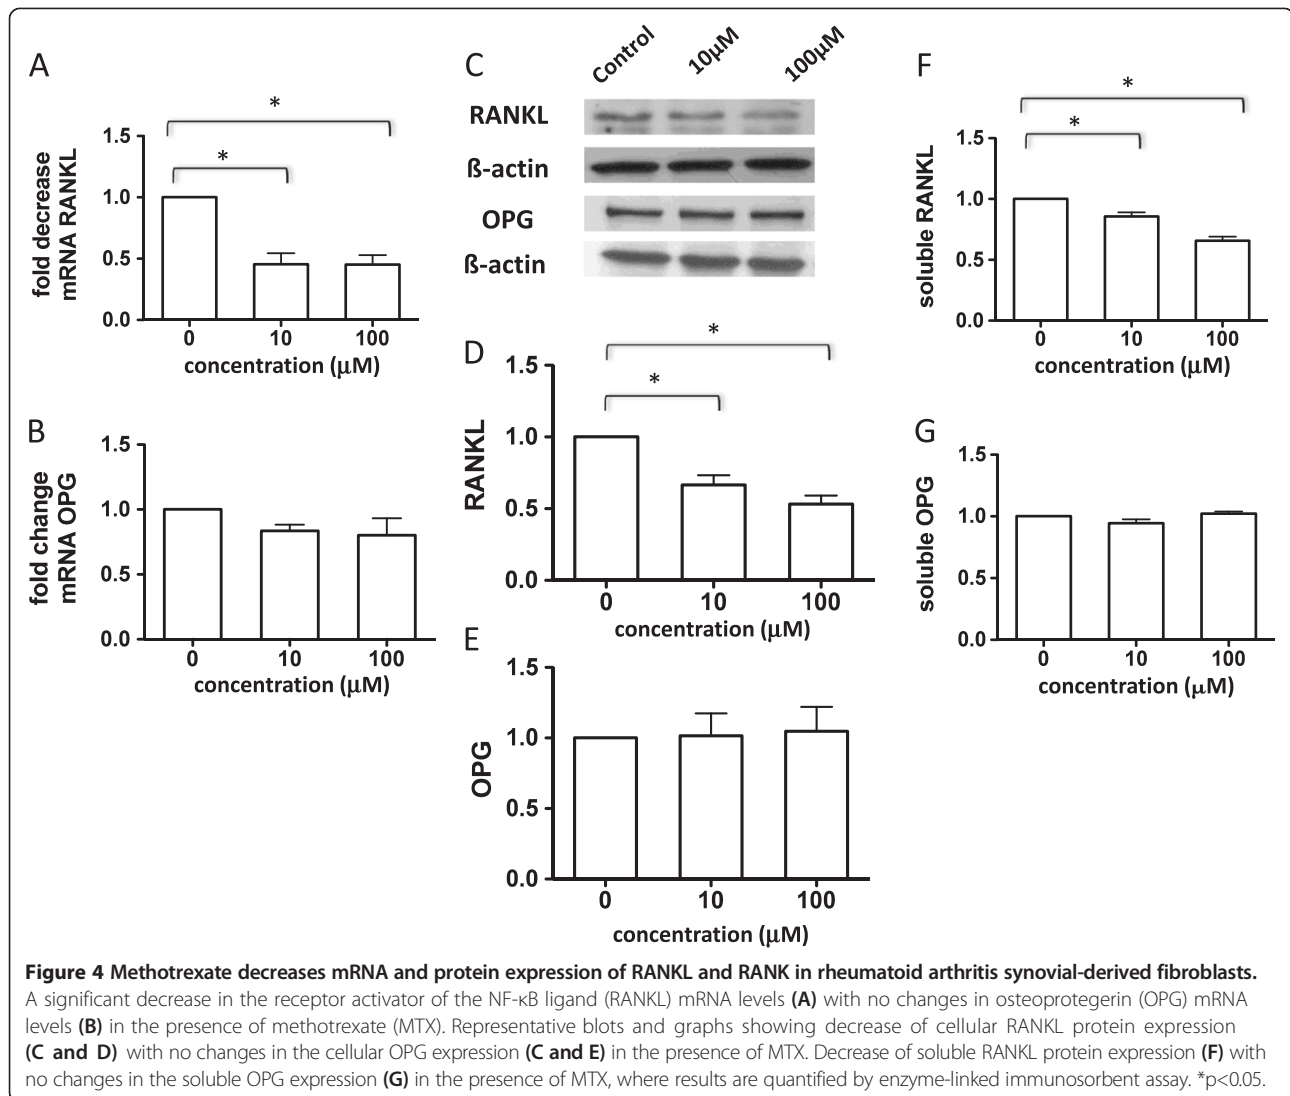 A
*
*
1.5
1.0
0.5
0.0
fold decrease
mRNA RANKL
0 10 100
concentration (μM)
B
1.5
1.0
0.5
0.0
fold change
mRNA OPG
0 10 100
concentration (μM)
C
Control 10μM 100μM
RANKL
ß-actin
OPG
ß-actin
D
*
*
1.5
1.0
0.5
0.0
RANKL
0 10 100
concentration (μM)
E
1.5
1.0
0.5
0.0
OPG
0 10 100
concentration (μM)
F
*
*
1.5
1.0
0.5
0.0
soluble RANKL
0 10 100
concentration (μM)
G
1.5
1.0
0.5
0.0
soluble OPG
0 10 100
concentration (μM)
Figure 4 Methotrexate decreases mRNA and protein expression of RANKL and RANK in rheumatoid arthritis synovial-derived fibroblasts.
A significant decrease in the receptor activator of the NF-κB ligand (RANKL) mRNA levels (A) with no changes in osteoprotegerin (OPG) mRNA
levels (B) in the presence of methotrexate (MTX). Representative blots and graphs showing decrease of cellular RANKL protein expression
(C and D) with no changes in the cellular OPG expression (C and E) in the presence of MTX. Decrease of soluble RANKL protein expression (F) with
no changes in the soluble OPG expression (G) in the presence of MTX, where results are quantified by enzyme-linked immunosorbent assay. *p<0.05.